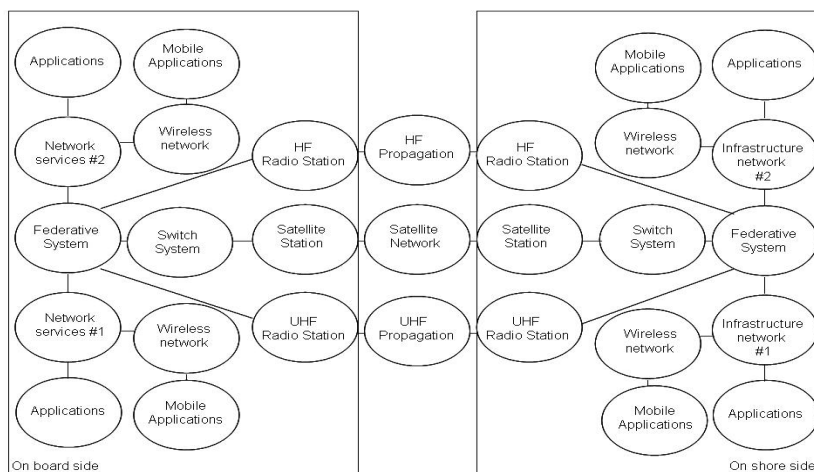 Applications
Mobile
Applications
Network
services #2
Wireless
network
HF
Radio Station
Federative
System
Switch
System
Satellite
Station
Network
services #1
Wireless
network
UHF
Radio Station
Applications
Mobile
Applications
On board side
HF
Propagation
Satellite
Network
UHF
Propagation
Mobile
Applications
Applications
HF
Radio Station
Wireless
network
Infrastructure
network
#2
Satellite
Station
Switch
System
Federative
System
UHF
Radio Station
Wireless
network
Infrastructure
network
#1
Mobile
Applications
Applications
On shore side